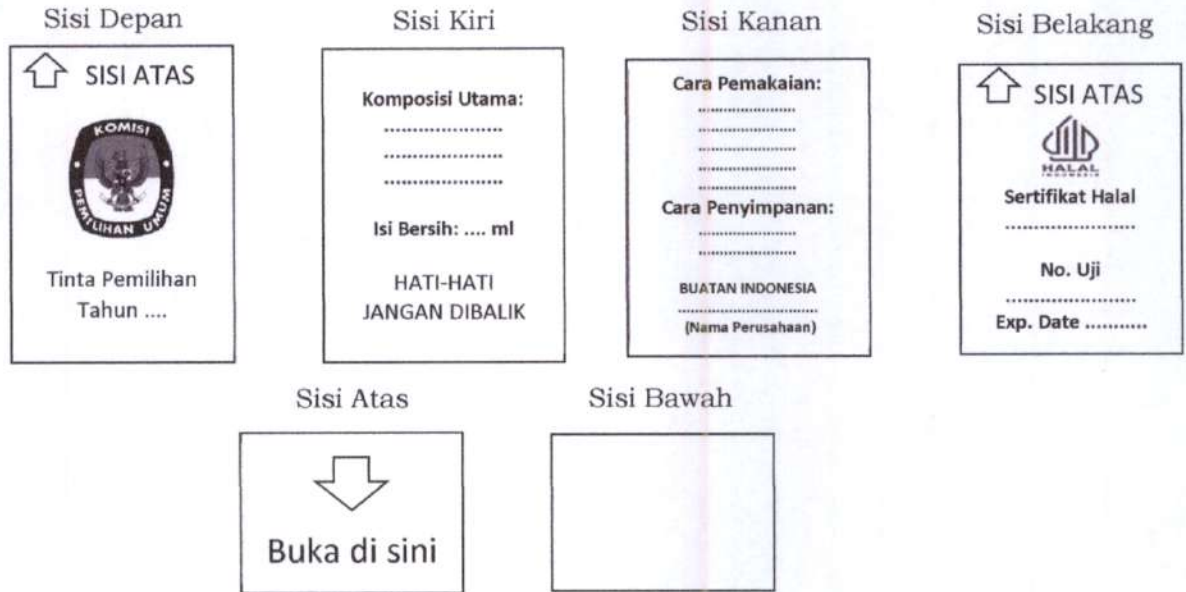 Sisi Depan
SISI ATAS
KOMISI
PEMILIHAN UMUM
Tinta Pemilihan
Tahun ....
Sisi Kiri
Komposisi Utama:
....................
....................
....................
Isi Bersih: .... ml
HATI-HATI
JANGAN DIBALIK
Sisi Kanan
Cara Pemakaian:
....................
....................
....................
....................
....................
Cara Penyimpanan:
....................
....................
BUATAN INDONESIA
............................
(Nama Perusahaan)
Sisi Belakang
SISI ATAS
HALAL
INDONESIA
Sertifikat Halal
......................
No. Uji
......................
Exp. Date ...........
Sisi Atas
Buka di sini
Sisi Bawah